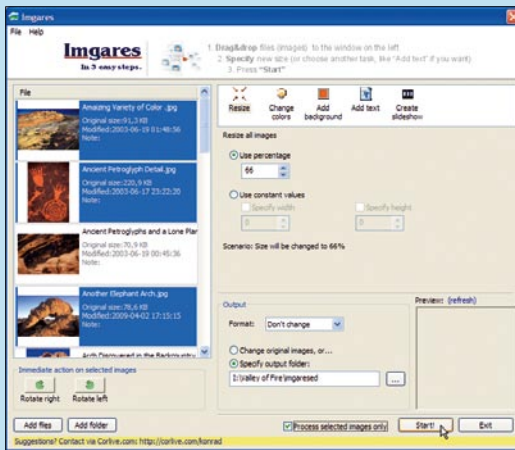 Imgares
File Help
Imgares
In 3 easy steps.
1. Drag&drop files (images) to the window on the left
2. Specify new size (or choose another task, like "Add text" if you want)
3. Press "Start"
File
Amaizing Variety of Color .jpg
Original size:91,3 KB
Modified:2003-06-19 01:48:56
Note:
Ancient Petroglyph Detail.jpg
Original size:220,9 KB
Modified:2003-06-17 23:22:20
Note:
Ancient Petroglyphs and a Lone Plan
Original size:70,9 KB
Modified:2003-06-19 00:45:36
Note:
Another Elephant Arch.jpg
Original size:78,6 KB
Modified:2009-04-02 17:15:15
Note:
Arch Discovered in the Backcountry
Immediate action on selected images
Rotate right Rotate left
Add files Add folder
Resize Change colors Add background Add text Create slideshow
Resize all images
Use percentage
66
Use constant values
Specify width Specify height
0 0
Scenario: Size will be changed to 66%
Output
Format: Don't change
Change original images, or...
Specify output folder:
I:\Valley of Fire\mgaresed ...
Preview: (refresh)
Process selected images only Start! Exit
Suggestions? Contact via Corlive.com: http://corlive.com/konrad